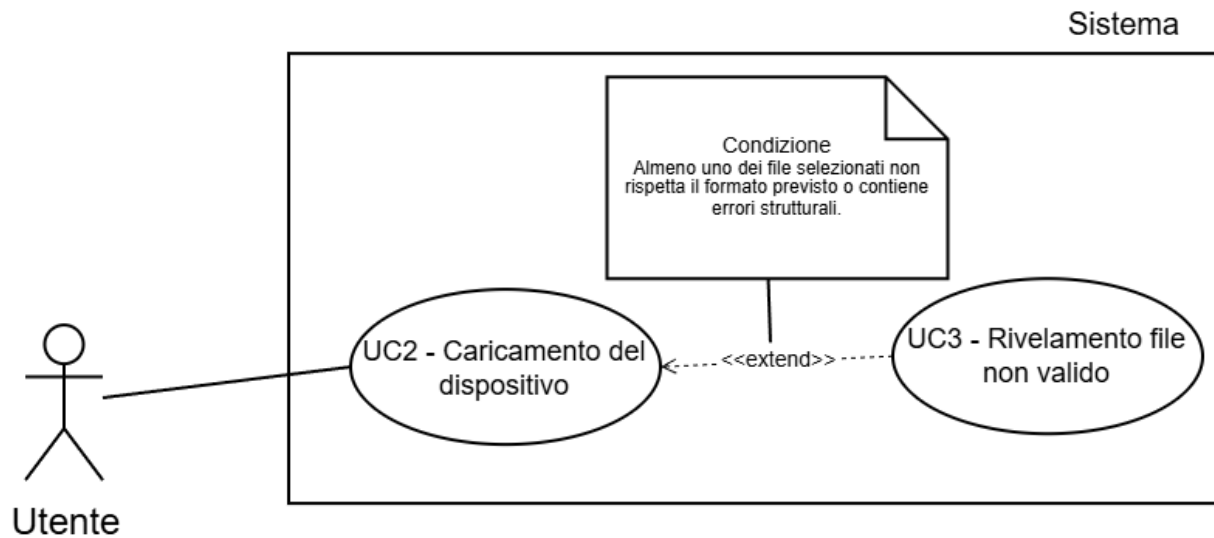 Sistema
Condizione
Almeno uno dei file selezionati non
rispetta il formato previsto o contiene
errori strutturali.
UC2 - Caricamento del
dispositivo
<<extend>>
UC3 - Rivelamento file
non valido
Utente